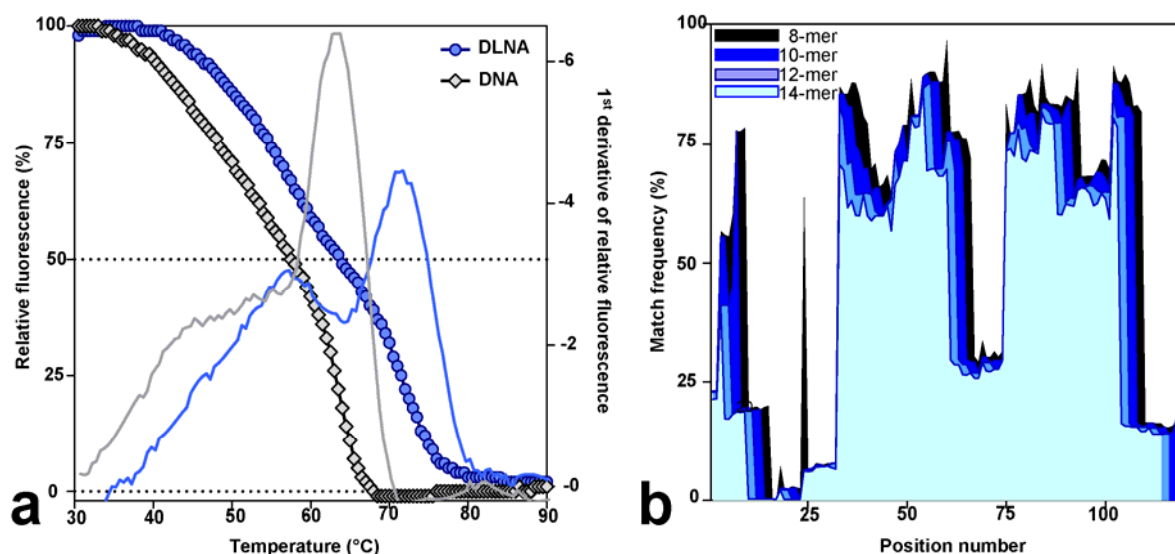 100
75
50
25
0
Relative fluorescence (%)
DLNA
DNA
-6
-4
-2
-0
1st derivative of relative fluorescence
30
40
50
60
70
80
90
Temperature (°C)
a
100
75
50
25
0
Match frequency (%)
8-mer
10-mer
12-mer
14-mer
25
50
75
100
Position number
b